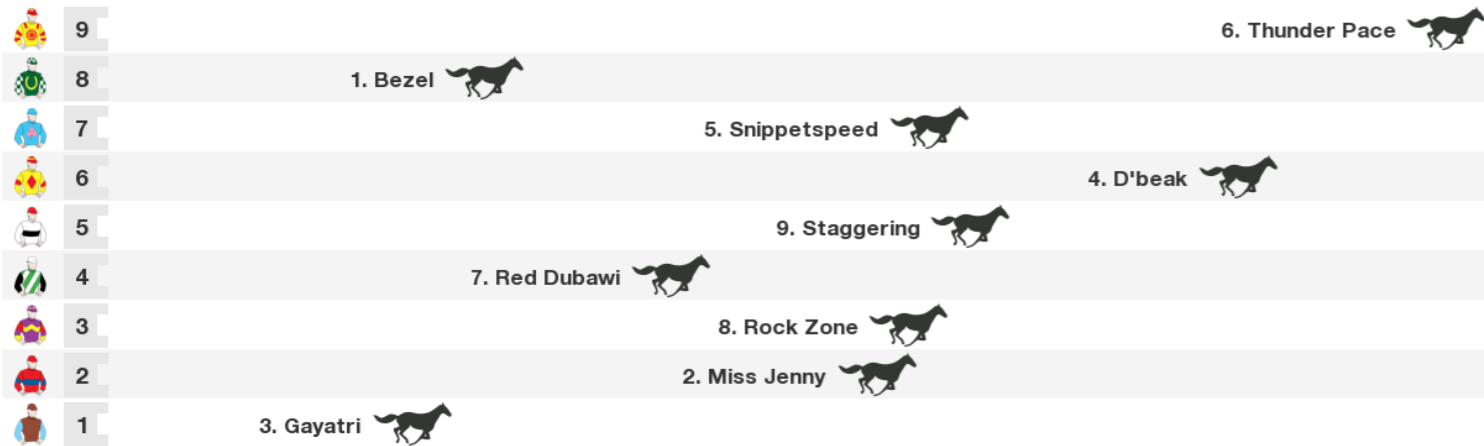 9 6. Thunder Pace
8 1. Bezel
7 5. Snippetspeed
6 4. D'beak
5 9. Staggering
4 7. Red Dubawi
3 8. Rock Zone
2 2. Miss Jenny
1 3. Gayatri